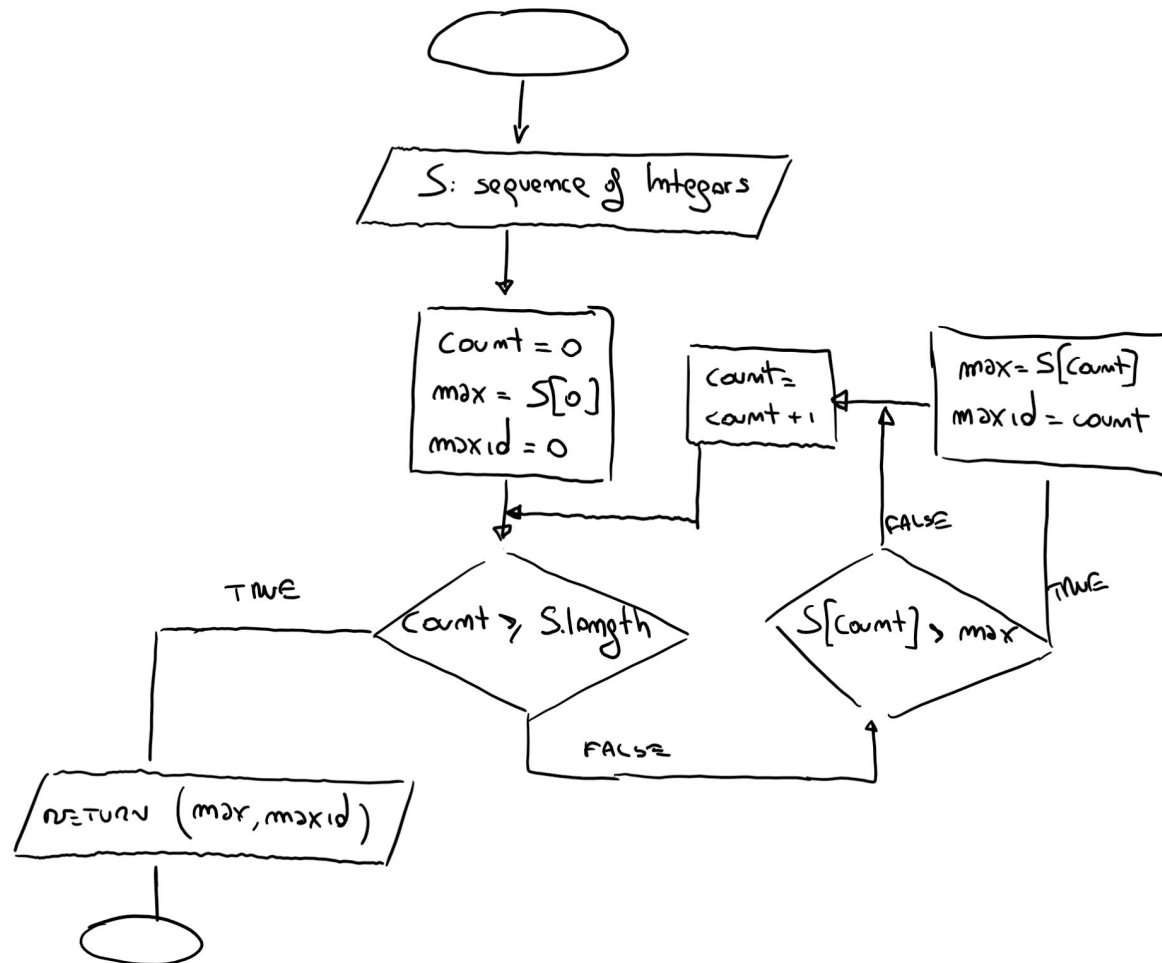 S: sequence of Integers
count = 0
max = S[0]
maxid = 0
count =
count + 1
max = S[count]
maxid = count
FALSE
TRUE
TRUE
count ≥ S.length
S[count] > max
FALSE
RETURN (max, maxid)